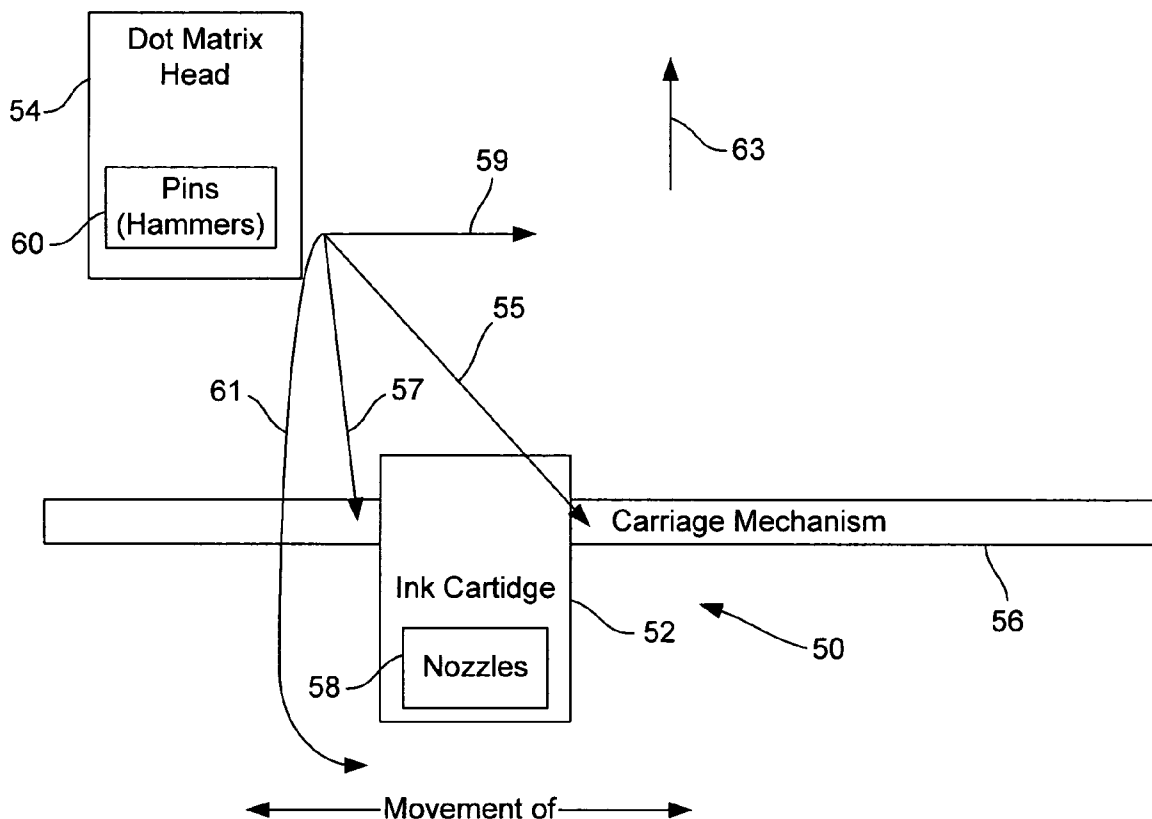 Dot Matrix
Head
54
63
Pins
(Hammers)
60
59
55
61
57
Carriage Mechanism
56
Ink Cartidge
52
50
58
Nozzles
Movement of